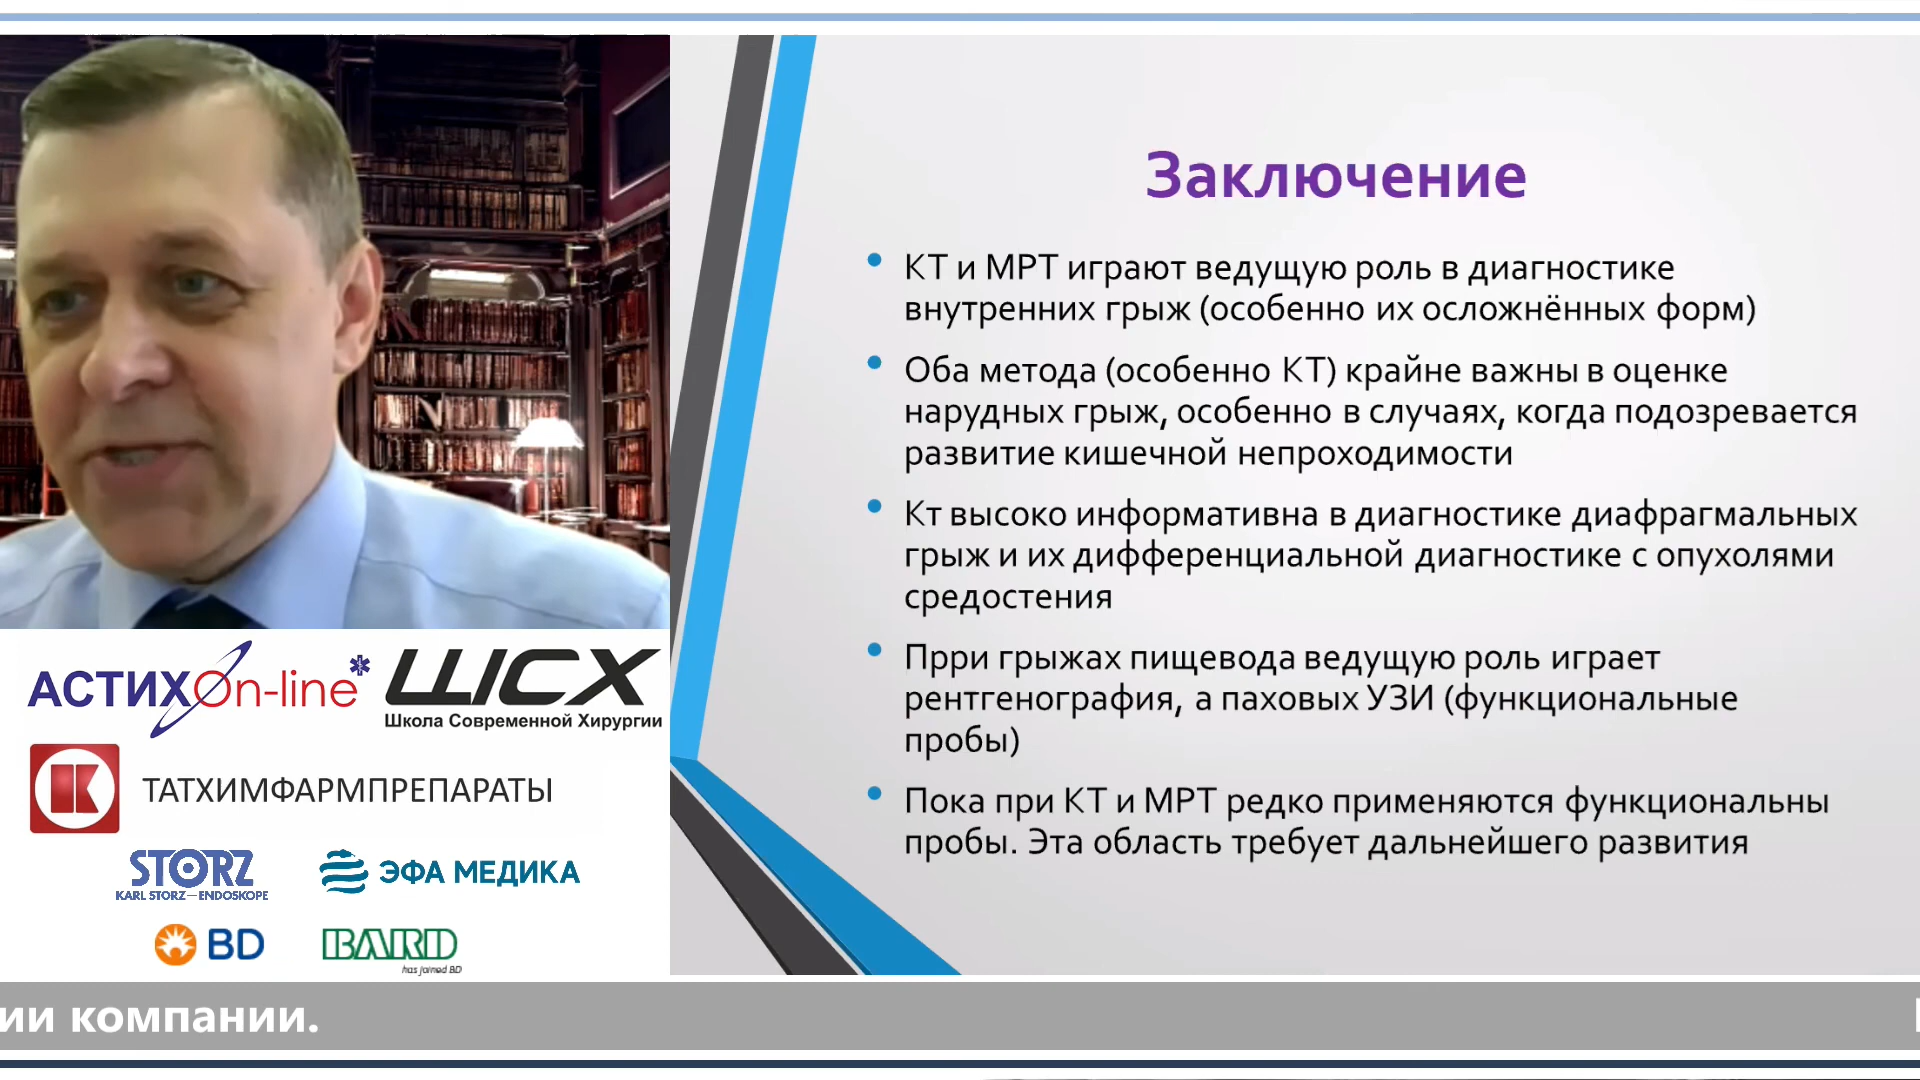 Заключение
КТ и МРТ играют ведущую роль в диагностике
внутренних грыж (особенно их осложнённых форм)
Оба метода (особенно КТ) крайне важны в оценке
нарудных грыж, особенно в случаях, когда подозревается
развитие кишечной непроходимости
Кт высоко информативна в диагностике диафрагмальных
грыж и их дифференциальной диагностике с опухолями
средостения
Прри грыжах пищевода ведущую роль играет
рентгенография, а паховых УЗИ (функциональные
пробы)
Пока при КТ и МРТ редко применяются функциональны
пробы. Эта область требует дальнейшего развития
АСТИХ On-line
ШСХ
Школа Современной Хирургии
ТАТХИМФАРМПРЕПАРАТЫ
STORZ
KARL STORZ—ENDOSKOPE
ЭФА МЕДИКА
BD
BARD
has joined BD
ии компании.